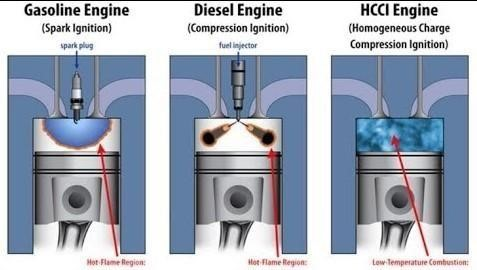 Gasoline Engine
(Spark Ignition)
spark plug
Hot-Flame Region:
Diesel Engine
(Compression Ignition)
fuel injector
Hot-Flame Region:
HCCI Engine
(Homogeneous Charge
Compression Ignition)
Low-Temperature Combustion: